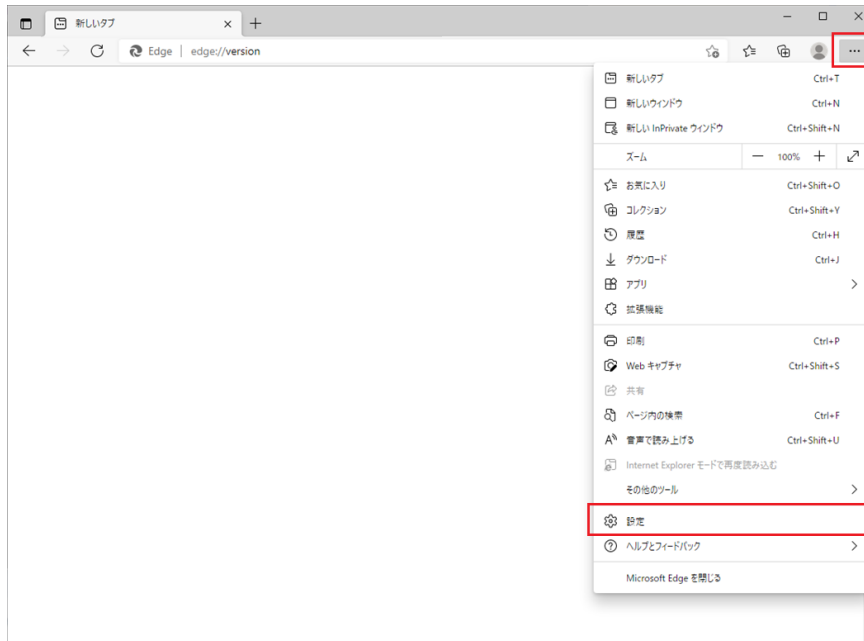 新しいタブ
Edge | edge://version
新しいタブ Ctrl+T
新しいウィンドウ Ctrl+N
新しい InPrivate ウィンドウ Ctrl+Shift+N
ズーム 100%
お気に入り Ctrl+Shift+O
コレクション Ctrl+Shift+Y
履歴 Ctrl+H
ダウンロード Ctrl+J
アプリ
拡張機能
印刷 Ctrl+P
Web キャプチャ Ctrl+Shift+S
共有
ページ内の検索 Ctrl+F
音声で読み上げる Ctrl+Shift+U
Internet Explorer モードで再度読み込む
その他のツール
設定
ヘルプとフィードバック
Microsoft Edge を閉じる